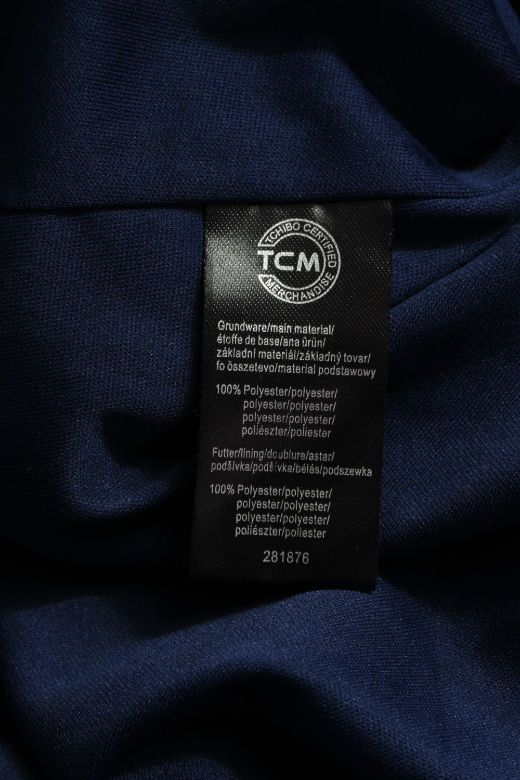 TCHIBO CERTIFIED
TCM
MERCHANDISE
Grundware/main material/
étoffe de base/ana ürün/
základní materiál/základný tovar/
fo összetevo/material podstawowy
100% Polyester/polyester/
polyester/polyester/
polyester/polyester/
poliészter/poliester
Futter/lining/doublure/astar/
podšívka/podšívka/bélés/podszewka
100% Polyester/polyester/
polyester/polyester/
polyester/polyester/
poliészter/poliester
281876